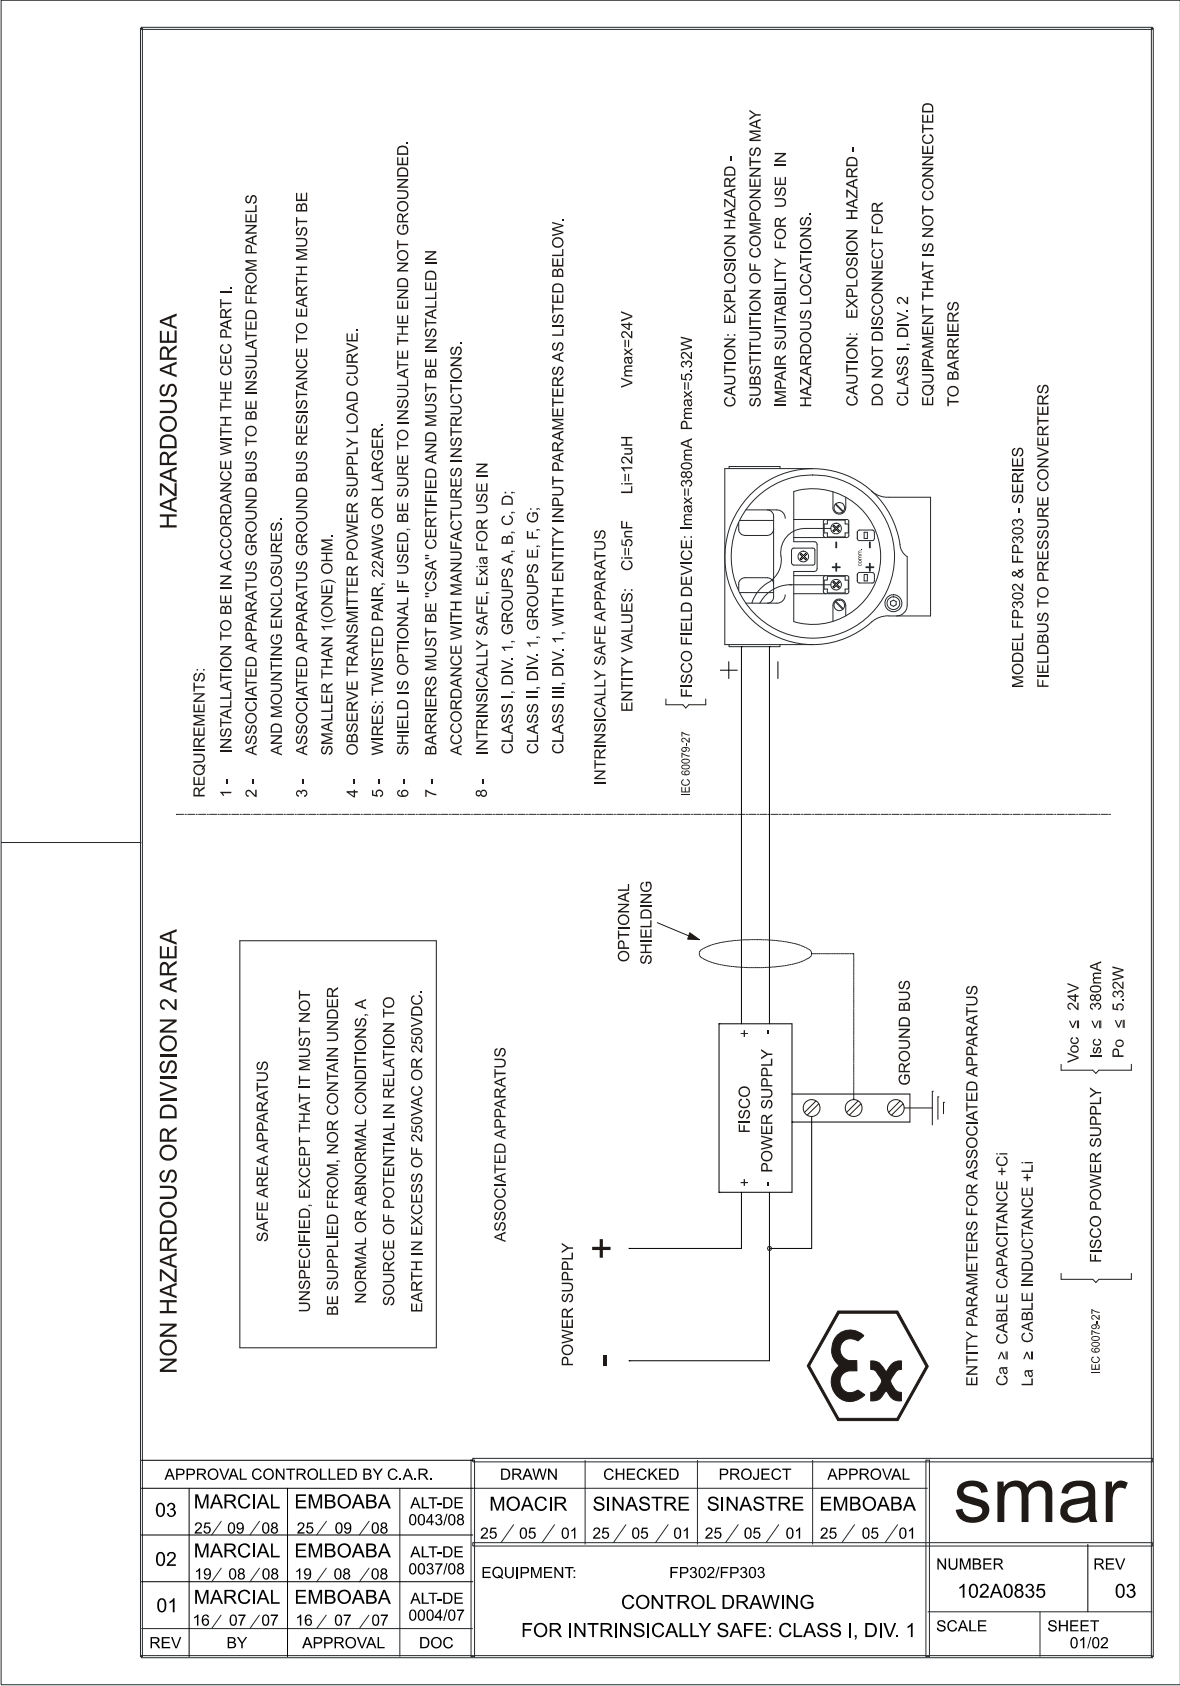 NON HAZARDOUS OR DIVISION 2 AREA
SAFE AREA APPARATUS
UNSPECIFIED, EXCEPT THAT IT MUST NOT
BE SUPPLIED FROM, NOR CONTAIN UNDER
NORMAL OR ABNORMAL CONDITIONS, A
SOURCE OF POTENTIAL IN RELATION TO
EARTH IN EXCESS OF 250VAC OR 250VDC.
ASSOCIATED APPARATUS
POWER SUPPLY
- +
OPTIONAL
SHIELDING
+ +
FISCO
POWER SUPPLY
- -
GROUND BUS
Ex
ENTITY PARAMETERS FOR ASSOCIATED APPARATUS
Ca ≥ CABLE CAPACITANCE +Ci
La ≥ CABLE INDUCTANCE +Li
IEC 60079-27
FISCO POWER SUPPLY
Voc ≤ 24V
Isc ≤ 380mA
Po ≤ 5.32W
HAZARDOUS AREA
REQUIREMENTS:
1 - INSTALLATION TO BE IN ACCORDANCE WITH THE CEC PART I.
2 - ASSOCIATED APPARATUS GROUND BUS TO BE INSULATED FROM PANELS
AND MOUNTING ENCLOSURES.
3 - ASSOCIATED APPARATUS GROUND BUS RESISTANCE TO EARTH MUST BE
SMALLER THAN 1(ONE) OHM.
4 - OBSERVE TRANSMITTER POWER SUPPLY LOAD CURVE.
5 - WIRES: TWISTED PAIR, 22AWG OR LARGER.
6 - SHIELD IS OPTIONAL IF USED, BE SURE TO INSULATE THE END NOT GROUNDED.
7 - BARRIERS MUST BE "CSA" CERTIFIED AND MUST BE INSTALLED IN
ACCORDANCE WITH MANUFACTURES INSTRUCTIONS.
8 - INTRINSICALLY SAFE, Exia FOR USE IN
CLASS I, DIV. 1, GROUPS A, B, C, D;
CLASS II, DIV. 1, GROUPS E, F, G;
CLASS III, DIV. 1, WITH ENTITY INPUT PARAMETERS AS LISTED BELOW.
INTRINSICALLY SAFE APPARATUS
ENTITY VALUES: Ci=5nF Li=12uH Vmax=24V
IEC 60079-27
FISCO FIELD DEVICE: Imax=380mA Pmax=5.32W
+
-
+ -
comm.
+ -
CAUTION: EXPLOSION HAZARD -
SUBSTITUITION OF COMPONENTS MAY
IMPAIR SUITABILITY FOR USE IN
HAZARDOUS LOCATIONS.
CAUTION: EXPLOSION HAZARD -
DO NOT DISCONNECT FOR
CLASS I, DIV. 2
EQUIPAMENT THAT IS NOT CONNECTED
TO BARRIERS
MODEL FP302 & FP303 - SERIES
FIELDBUS TO PRESSURE CONVERTERS
APPROVAL CONTROLLED BY C.A.R.
03 MARCIAL EMBOABA ALT-DE
25/ 09 /08 25/ 09 /08 0043/08
02 MARCIAL EMBOABA ALT-DE
19/ 08 /08 19 / 08 /08 0037/08
01 MARCIAL EMBOABA ALT-DE
16/ 07 /07 16/ 07 /07 0004/07
REV BY APPROVAL DOC
DRAWN CHECKED PROJECT APPROVAL
MOACIR SINASTRE SINASTRE EMBOABA
25 / 05 / 01 25 / 05 / 01 25 / 05 / 01 25 / 05 /01
EQUIPMENT: FP302/FP303
CONTROL DRAWING
FOR INTRINSICALLY SAFE: CLASS I, DIV. 1
smar
NUMBER REV
102A0835 03
SCALE SHEET
01/02